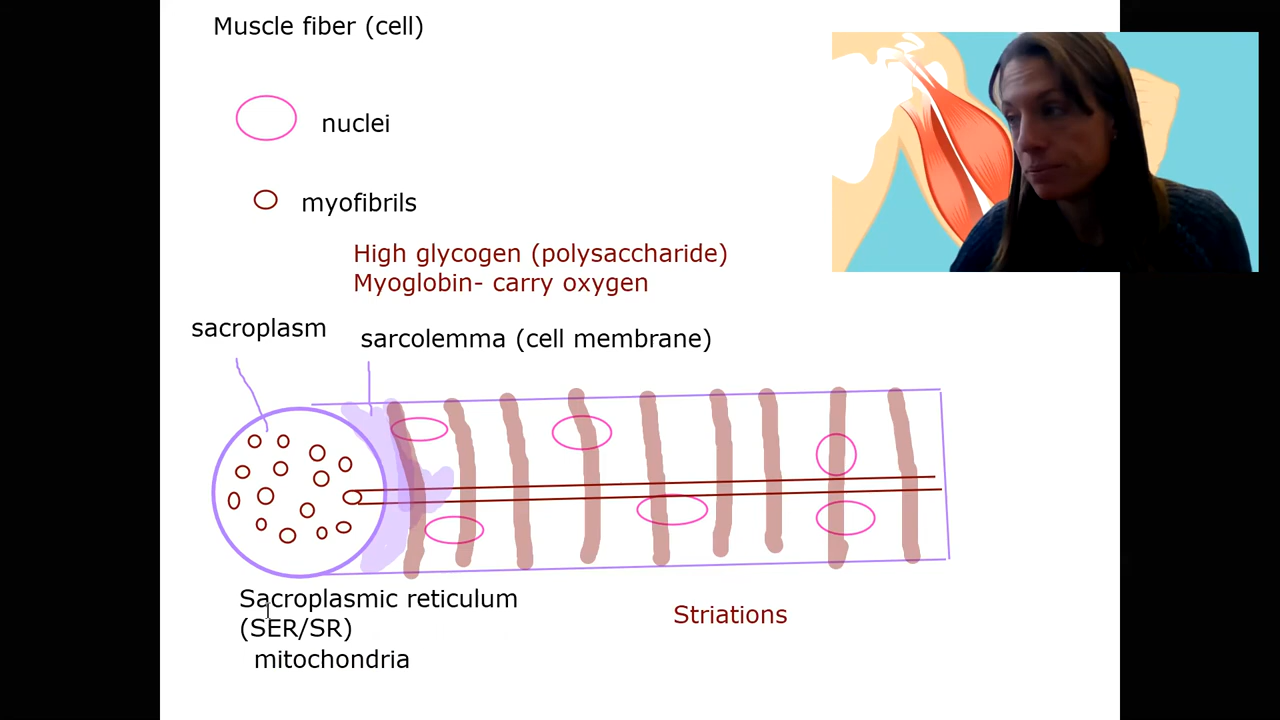 Muscle fiber (cell)
nuclei
myofibrils
High glycogen (polysaccharide)
Myoglobin- carry oxygen
sacroplasm
sarcolemma (cell membrane)
Sacroplasmic reticulum
(SER/SR)
mitochondria
Striations